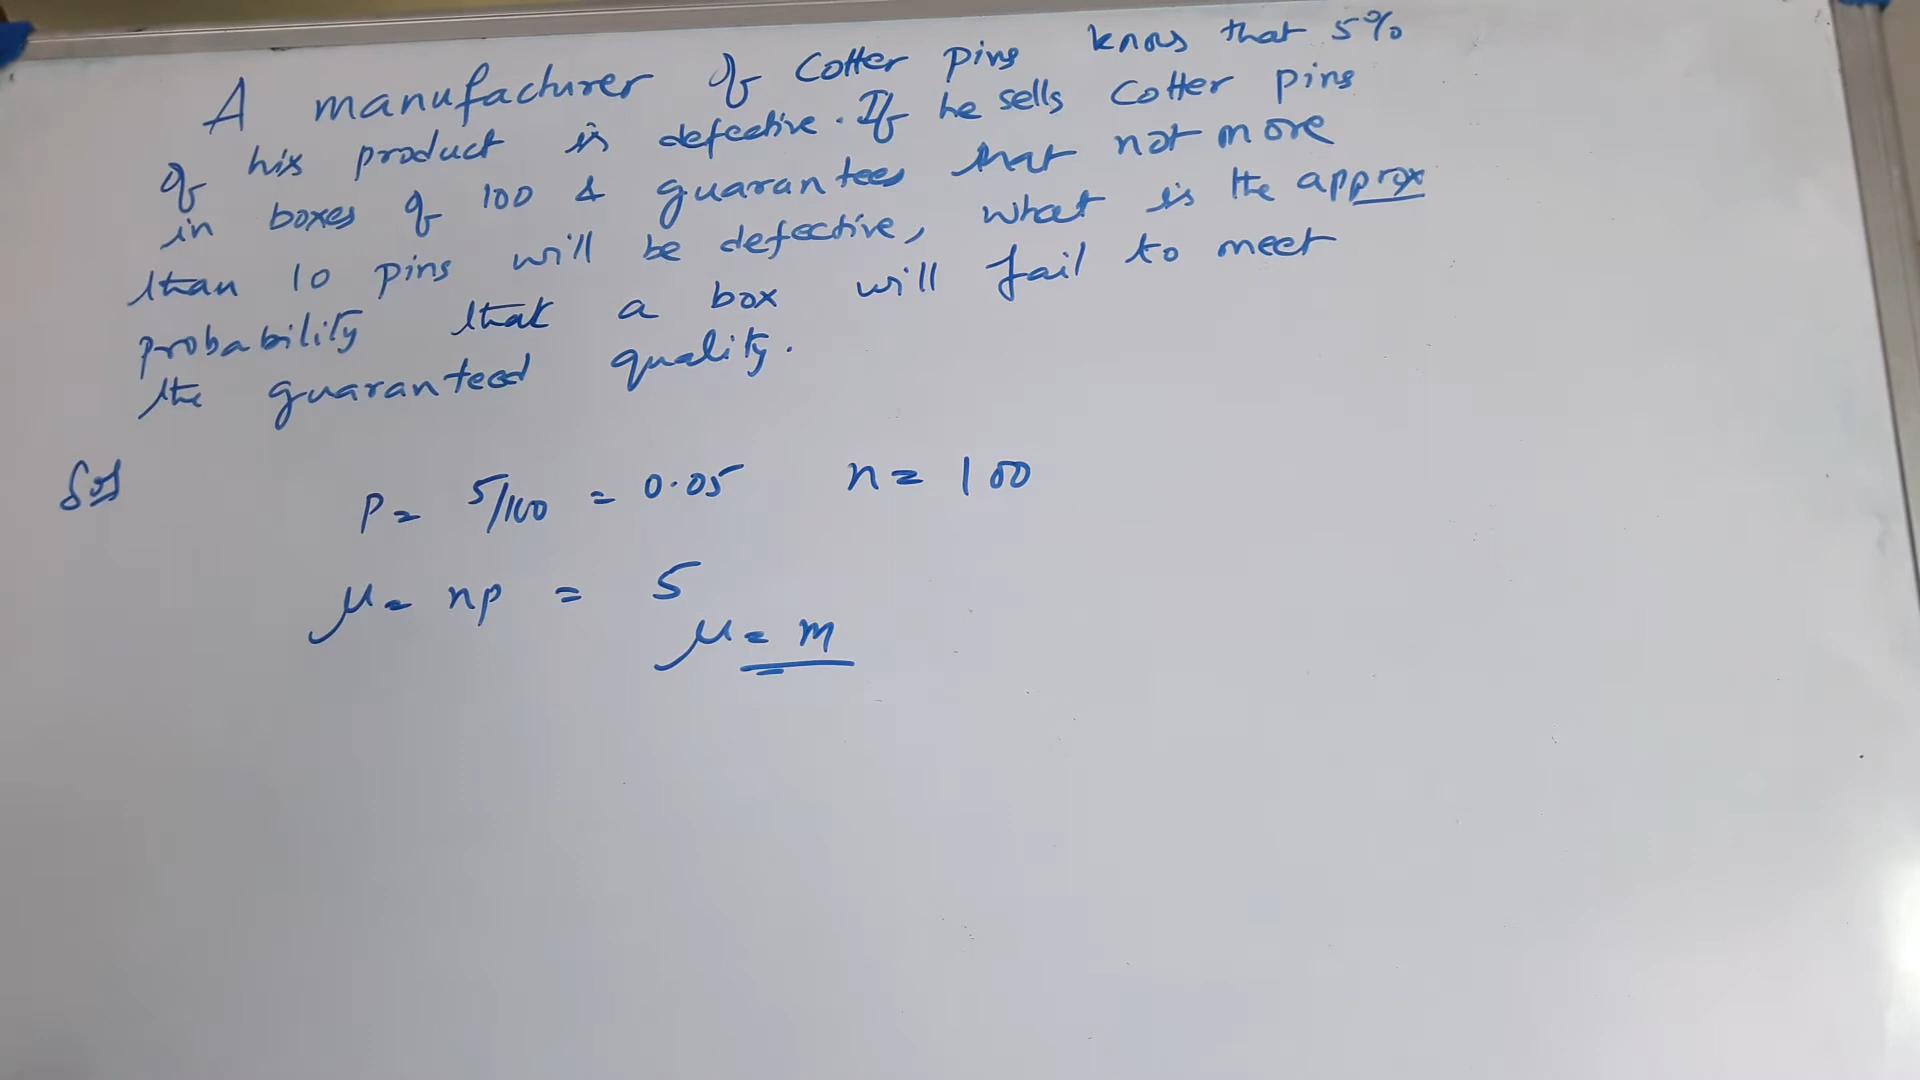 A manufacturer of Cotter pins knows that 5%
of his product is defective. If he sells Cotter pins
in boxes of 100 & guarantees that not more
than 10 pins will be defective, what is the approx
probability that a box will fail to meet
the guaranteed quality.
Sol
P = 5/100 = 0.05 n = 100
μ = np = 5
μ = m